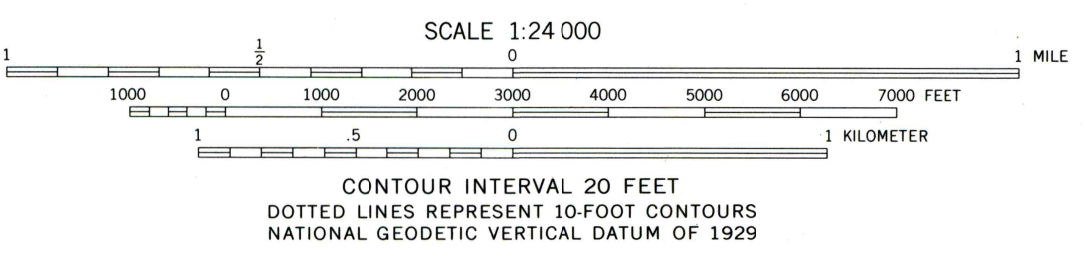 SCALE 1:24 000
1 1/2 0 1 MILE
1000 0 1000 2000 3000 4000 5000 6000 7000 FEET
1 .5 0 1 KILOMETER
CONTOUR INTERVAL 20 FEET
DOTTED LINES REPRESENT 10-FOOT CONTOURS
NATIONAL GEODETIC VERTICAL DATUM OF 1929